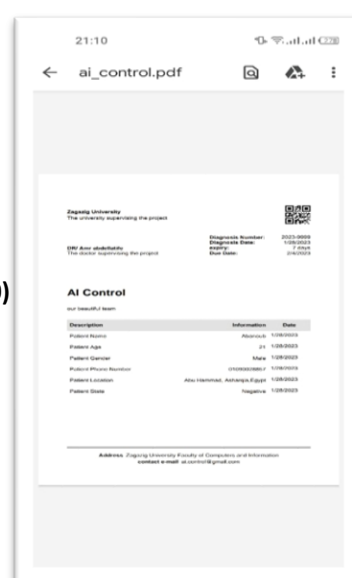 21:10
ai_control.pdf
Zagazig University
The university supervising the project
Diagnosis Number: 2023-9999
Diagnosis Date: 1/28/2023
expiry: 7 days
Due Date: 2/4/2023
DR/ Amr abdellatifo
The doctor supervising the project
)
AI Control
our beautiful team
Description Information Date
Patient Name Abanoub 1/28/2023
Patient Age 21 1/28/2023
Patient Gender Male 1/28/2023
Patient Phone Number 1/28/2023
Patient Location Abu Hammad, Egypt 1/28/2023
Patient State Negative 1/28/2023
Address Zagazig University Faculty of Computers and Information
contact e-mail ai.control@gmail.com